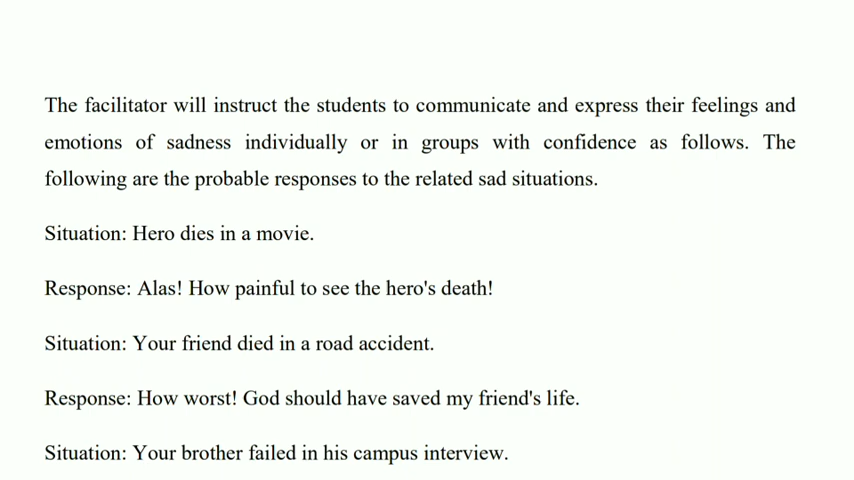 The facilitator will instruct the students to communicate and express their feelings and
emotions of sadness individually or in groups with confidence as follows. The
following are the probable responses to the related sad situations.
Situation: Hero dies in a movie.
Response: Alas! How painful to see the hero's death!
Situation: Your friend died in a road accident.
Response: How worst! God should have saved my friend's life.
Situation: Your brother failed in his campus interview.